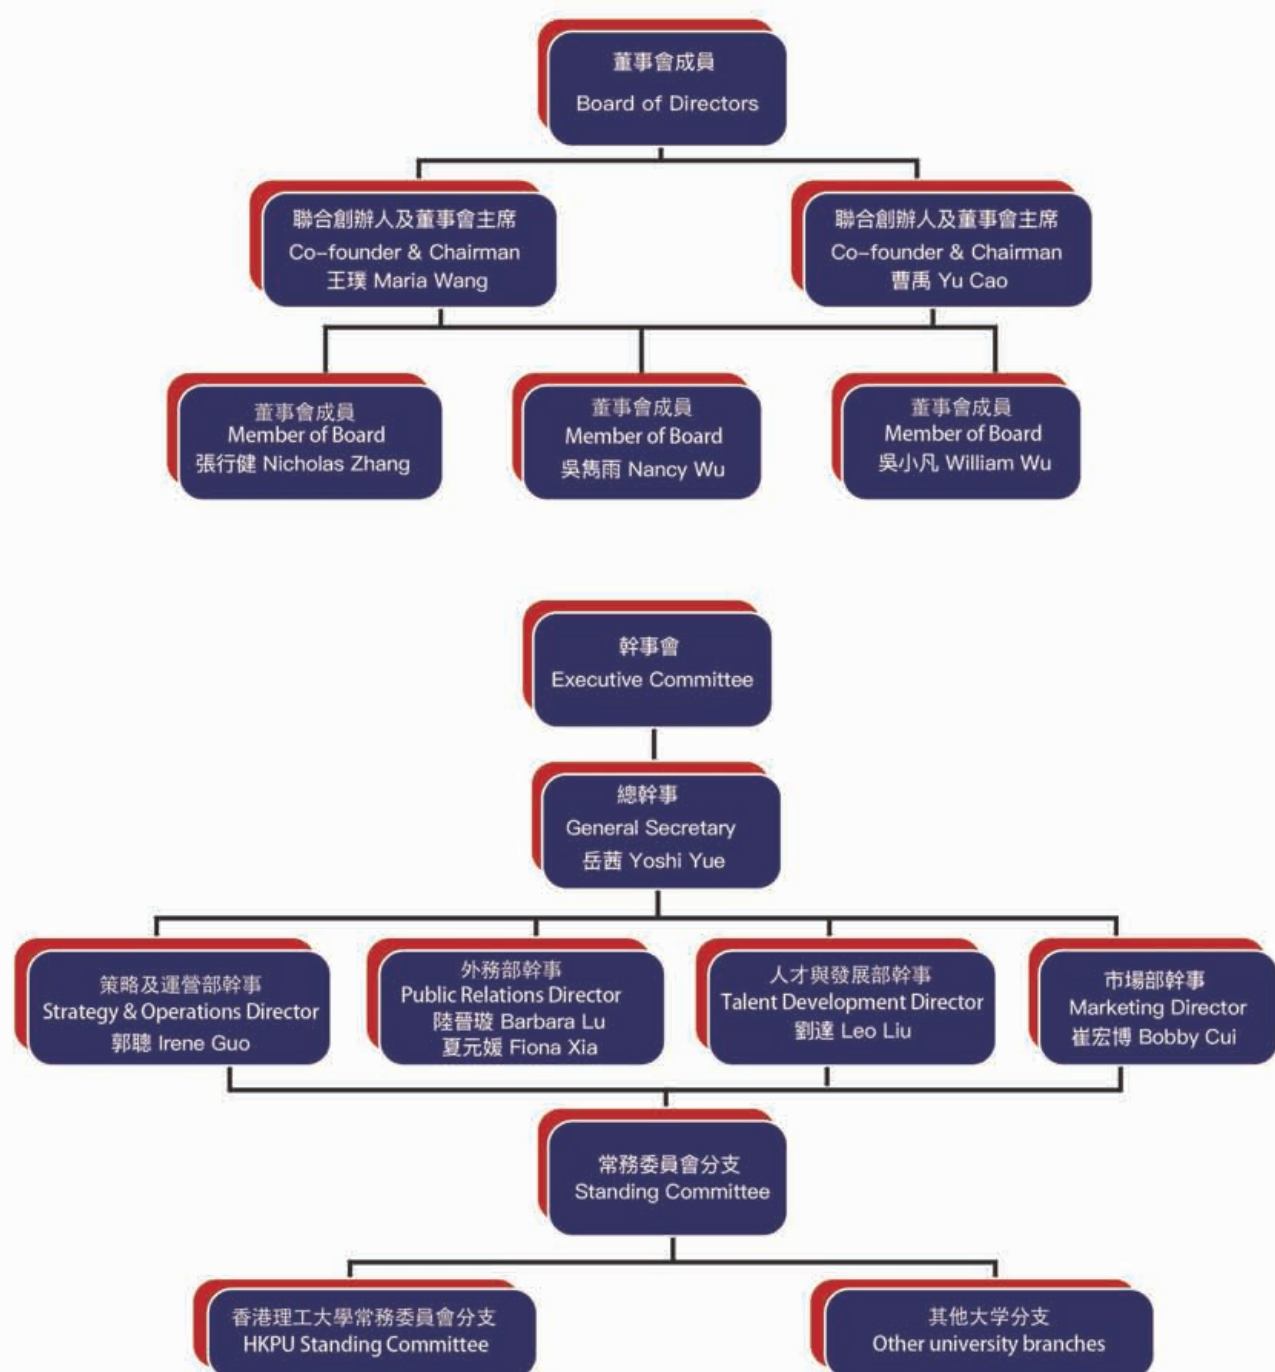 董事會成員
Board of Directors
聯合創辦人及董事會主席
Co-founder & Chairman
王璞 Maria Wang
聯合創辦人及董事會主席
Co-founder & Chairman
曹禹 Yu Cao
董事會成員
Member of Board
張行健 Nicholas Zhang
董事會成員
Member of Board
吳雋雨 Nancy Wu
董事會成員
Member of Board
吳小凡 William Wu
幹事會
Executive Committee
總幹事
General Secretary
岳茜 Yoshi Yue
策略及運營部幹事
Strategy & Operations Director
郭聰 Irene Guo
外務部幹事
Public Relations Director
陸晉璇 Barbara Lu
夏元媛 Fiona Xia
人才與發展部幹事
Talent Development Director
劉達 Leo Liu
市場部幹事
Marketing Director
崔宏博 Bobby Cui
常務委員會分支
Standing Committee
香港理工大學常務委員會分支
HKPU Standing Committee
其他大学分支
Other university branches